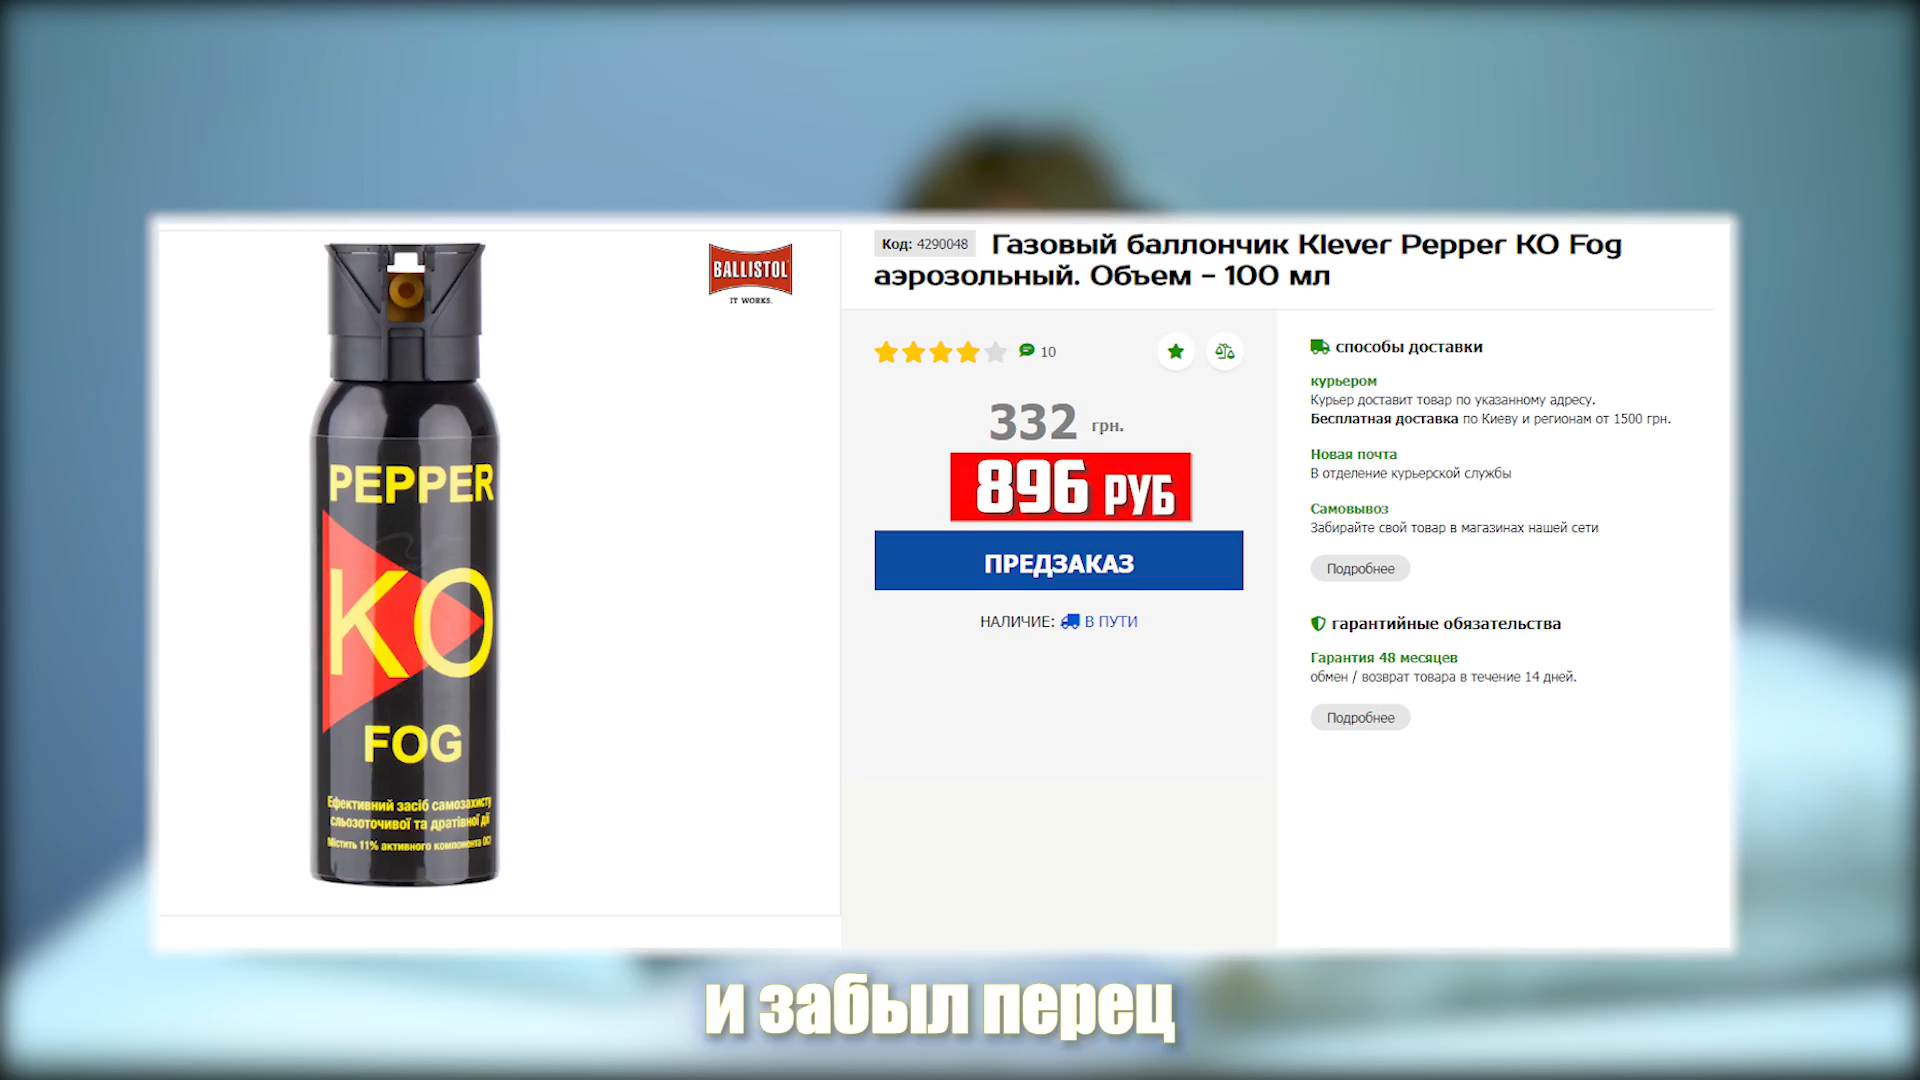 BALLISTOL
IT WORKS.
PEPPER
KO
FOG
Ефективний засіб самозахисту
сльозоточивої та дратівної дії
Містить 11% активного компонента ОС
Код: 4290048 Газовый баллончик Klever Pepper KO Fog
аэрозольный. Объем - 100 мл
10
332 грн.
896 РУБ
ПРЕДЗАКАЗ
НАЛИЧИЕ: В ПУТИ
способы доставки
курьером
Курьер доставит товар по указанному адресу.
Бесплатная доставка по Киеву и регионам от 1500 грн.
Новая почта
В отделение курьерской службы
Самовывоз
Забирайте свой товар в магазинах нашей сети
Подробнее
гарантийные обязательства
Гарантия 48 месяцев
обмен / возврат товара в течение 14 дней.
Подробнее
и забыл перец